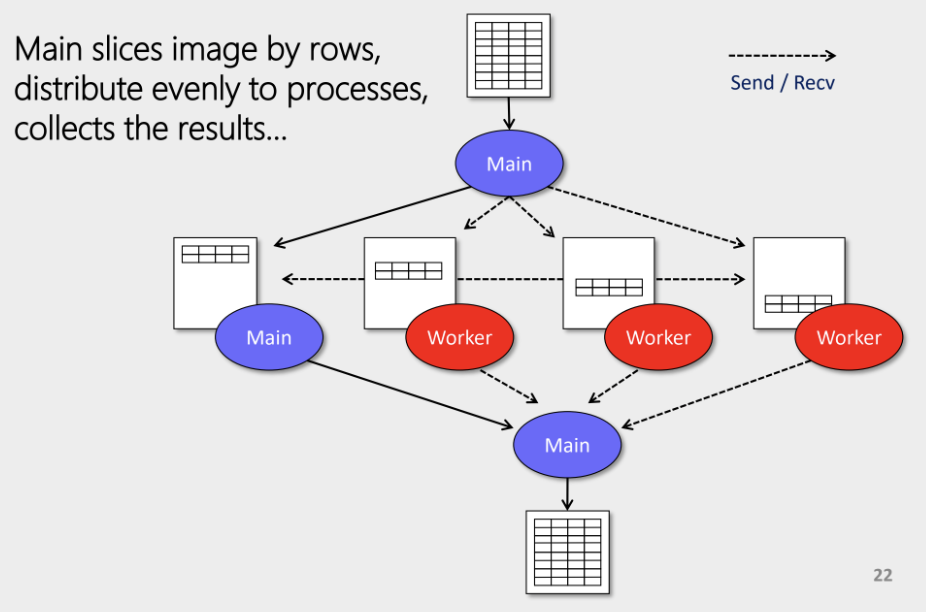 Main slices image by rows,
distribute evenly to processes,
collects the results...
Send / Recv
Main
Main
Worker
Worker
Worker
Main
22